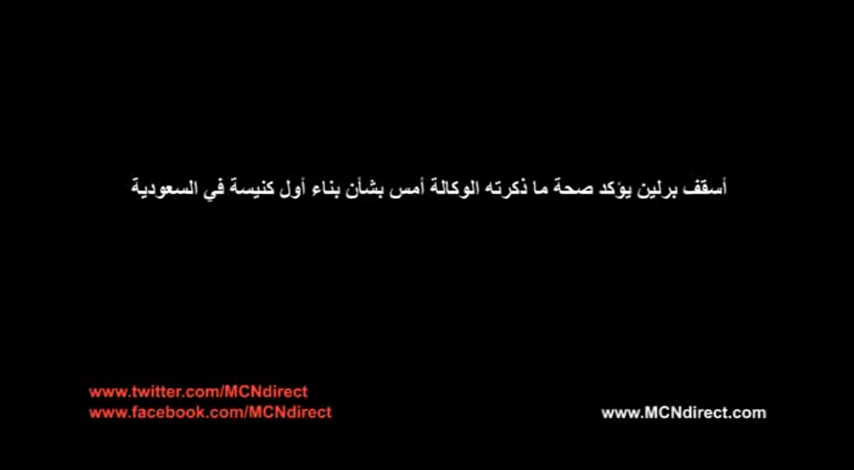 أسقف برلين يؤكد صحة ما ذكرته الوكالة أمس بشأن بناء أول كنيسة في السعودية
www.twitter.com/MCNdirect
www.facebook.com/MCNdirect
www.MCNdirect.com